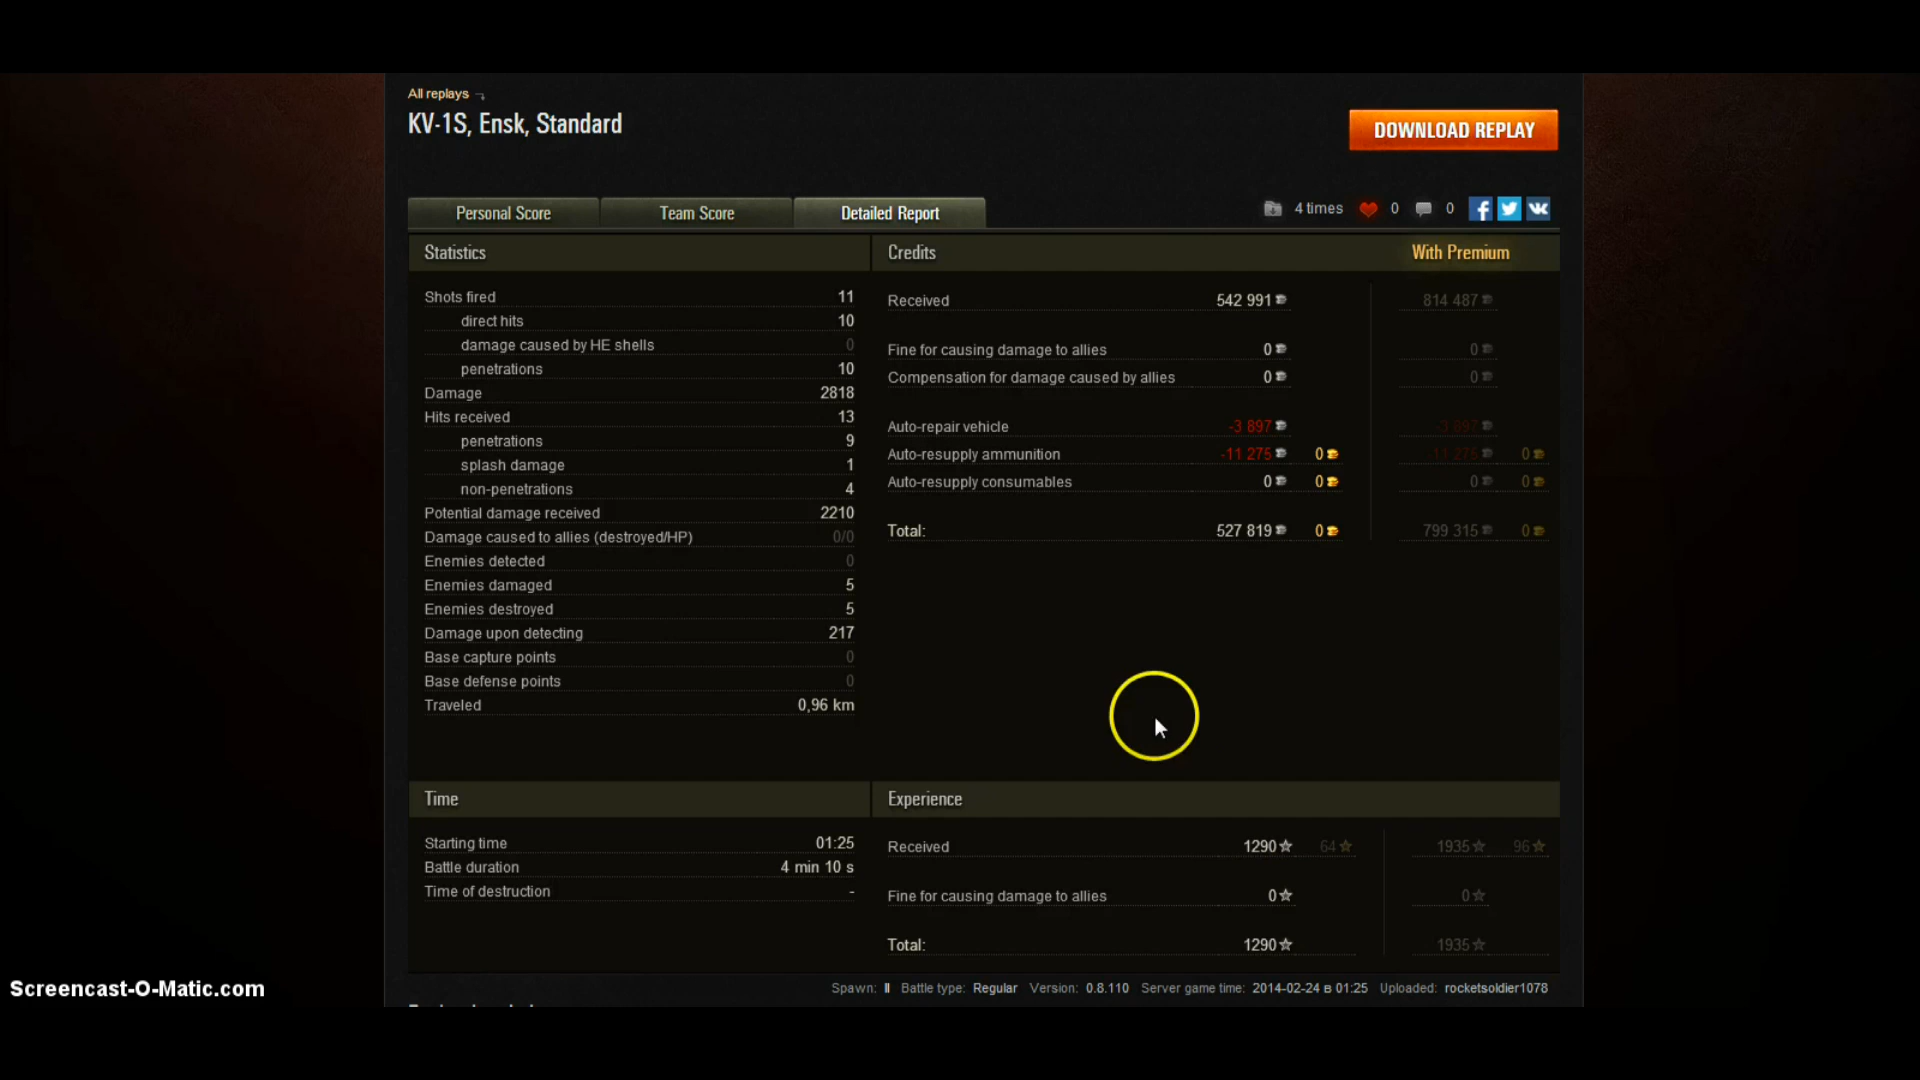 All replays
KV-1S, Ensk, Standard
DOWNLOAD REPLAY
Personal Score Team Score Detailed Report 4 times 0 0
Statistics
Shots fired 11
direct hits 10
damage caused by HE shells 0
penetrations 10
Damage 2818
Hits received 13
penetrations 9
splash damage 1
non-penetrations 4
Potential damage received 2210
Damage caused to allies (destroyed/HP) 0/0
Enemies detected 0
Enemies damaged 5
Enemies destroyed 5
Damage upon detecting 217
Base capture points 0
Base defense points 0
Traveled 0,96 km
Credits With Premium
Received 542 991 814 487
Fine for causing damage to allies 0 0
Compensation for damage caused by allies 0 0
Auto-repair vehicle -3 897 -3 897
Auto-resupply ammunition -11 275 0 -11 275 0
Auto-resupply consumables 0 0 0 0
Total: 527 819 0 799 315 0
Time
Starting time 01:25
Battle duration 4 min 10 s
Time of destruction -
Experience
Received 1290 64 1935 96
Fine for causing damage to allies 0 0
Total: 1290 1935
Spawn: II Battle type: Regular Version: 0.8.110 Server game time: 2014-02-24 в 01:25 Uploaded: rocketsoldier1078
Screencast-O-Matic.com